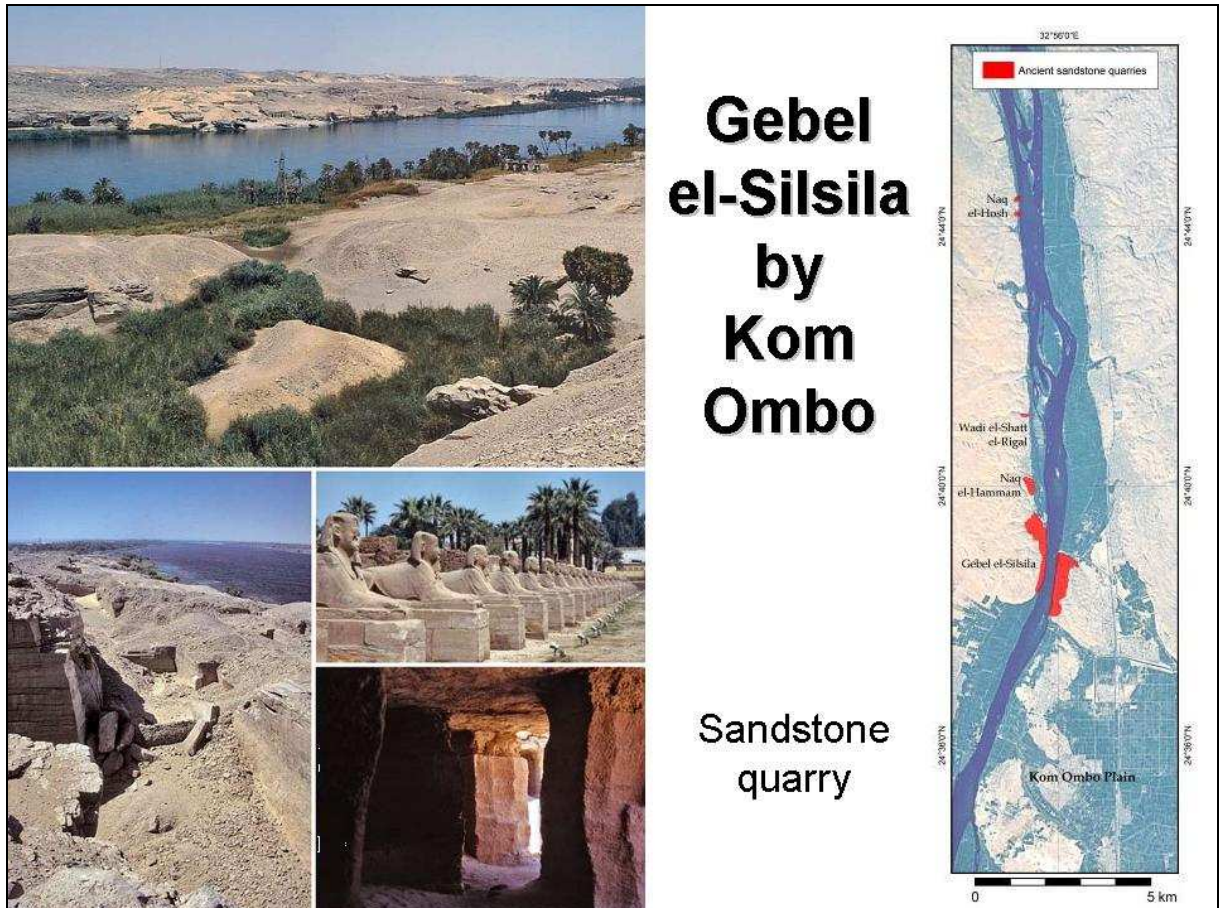 Gebel
el-Silsila
by
Kom
Ombo
Sandstone
quarry
32°56'0"E
Ancient sandstone quarries
Naq
el-Hosh
24°44'0"N
24°44'0"N
Wadi el-Shatt
el-Rigal
Naq
el-Hammam
24°40'0"N
24°40'0"N
Gebel el-Silsila
24°36'0"N
24°36'0"N
Kom Ombo Plain
0
5 km